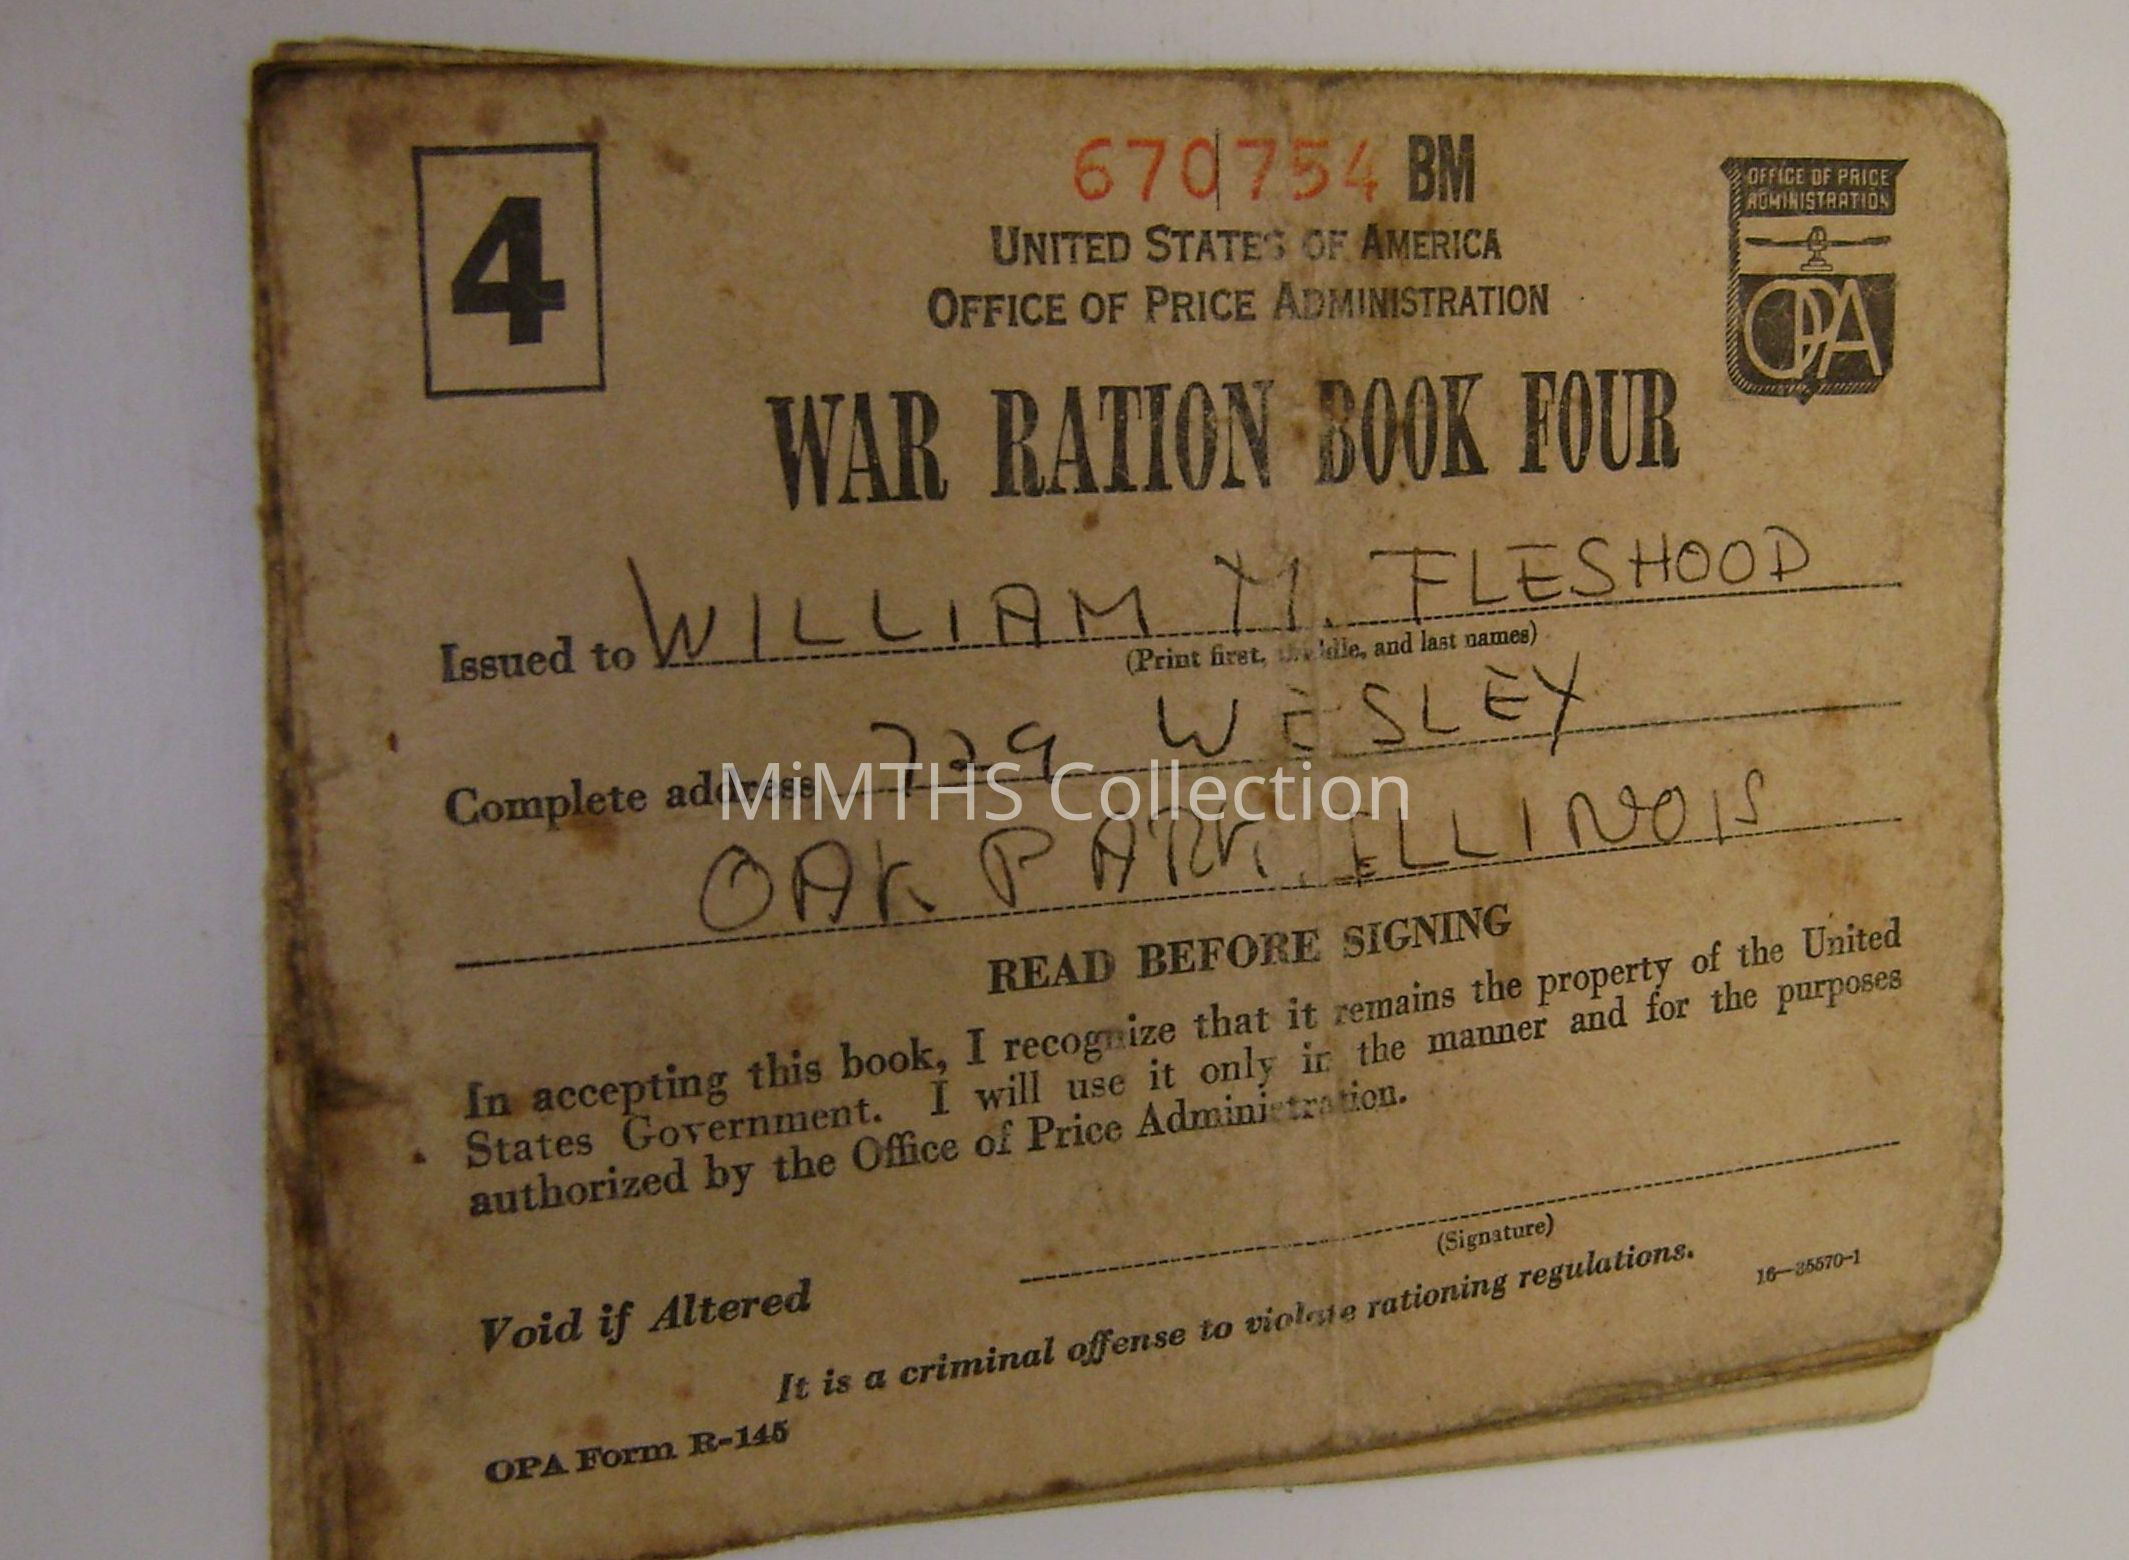 4
670754 BM
UNITED STATES OF AMERICA
OFFICE OF PRICE ADMINISTRATION
OFFICE OF PRICE
ADMINISTRATION
OPA
WAR RATION BOOK FOUR
Issued to WILLIAM M. FLESHOOD
(Print first, middle, and last names)
Complete address 729 WESLEY
MiMTHS Collection
OAK PARK, ILLINOIS
READ BEFORE SIGNING
In accepting this book, I recognize that it remains the property of the United
States Government. I will use it only in the manner and for the purposes
authorized by the Office of Price Administration.
(Signature)
Void if Altered
It is a criminal offense to violate rationing regulations.
OPA Form R-145
16—35570-1